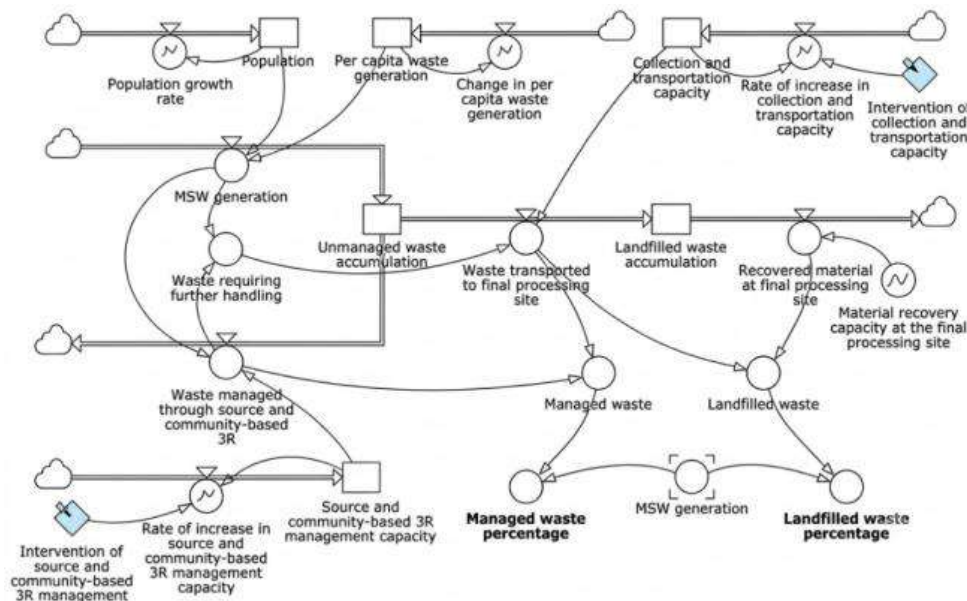 Population growth
rate
Population
Per capita waste
generation
Change in per
capita waste
generation
Collection and
transportation
capacity
Rate of increase in
collection and
transportation
capacity
Intervention of
collection and
transportation
capacity
MSW generation
Waste requiring
further handling
Unmanaged waste
accumulation
Waste transported
to final processing
site
Landfilled waste
accumulation
Recovered material
at final processing
site
Material recovery
capacity at the final
processing site
Waste managed
through source and
community-based
3R
Managed waste
Landfilled waste
Intervention of
source and
community-based
3R management
Rate of increase in
source and
community-based
3R management
capacity
Source and
community-based 3R
management capacity
Managed waste
percentage
MSW generation
Landfilled waste
percentage